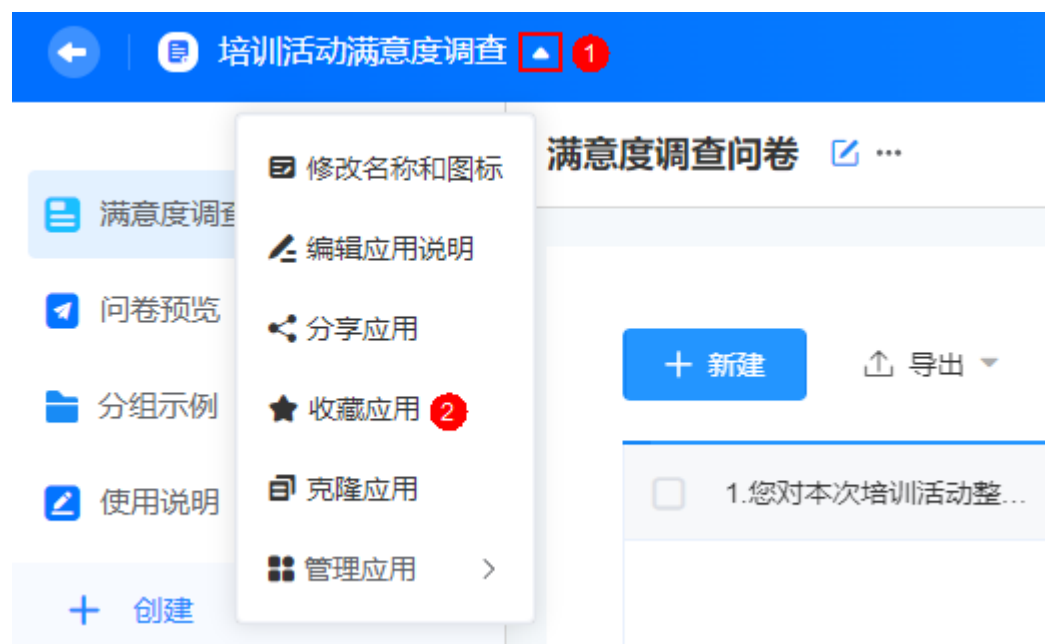 培训活动满意度调查 1
修改名称和图标
编辑应用说明
分享应用
收藏应用 2
克隆应用
管理应用
满意度调查
问卷预览
分组示例
使用说明
创建
满意度调查问卷
新建
导出
1.您对本次培训活动整...